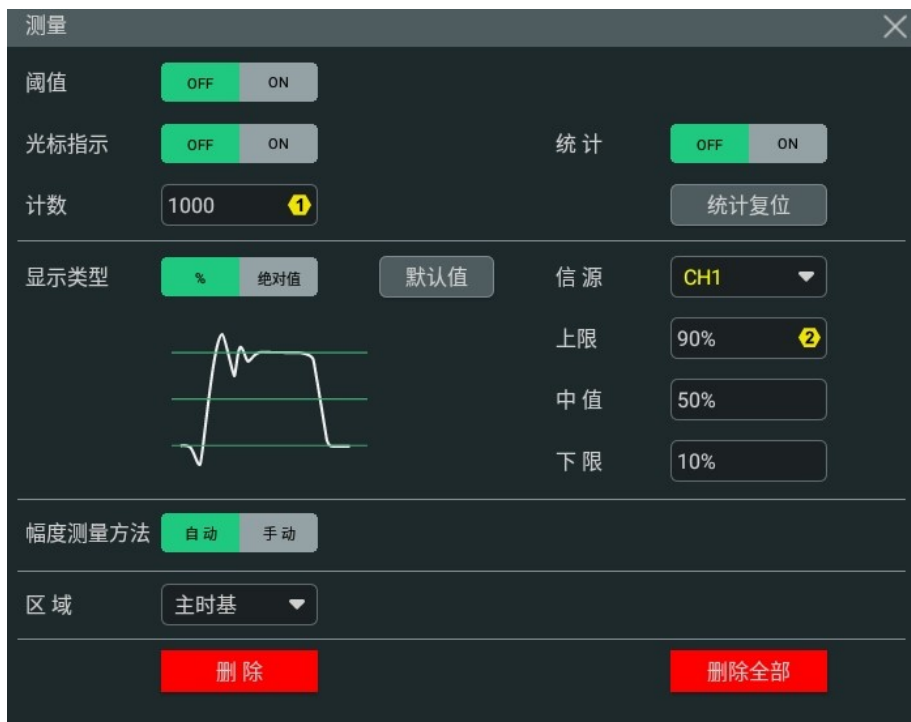 测量
阈值 OFF ON
光标指示 OFF ON 统计 OFF ON
计数 1000 1 统计复位
显示类型 % 绝对值 默认值 信源 CH1
上限 90% 2
中值 50%
下限 10%
幅度测量方法 自动 手动
区域 主时基
删除 删除全部